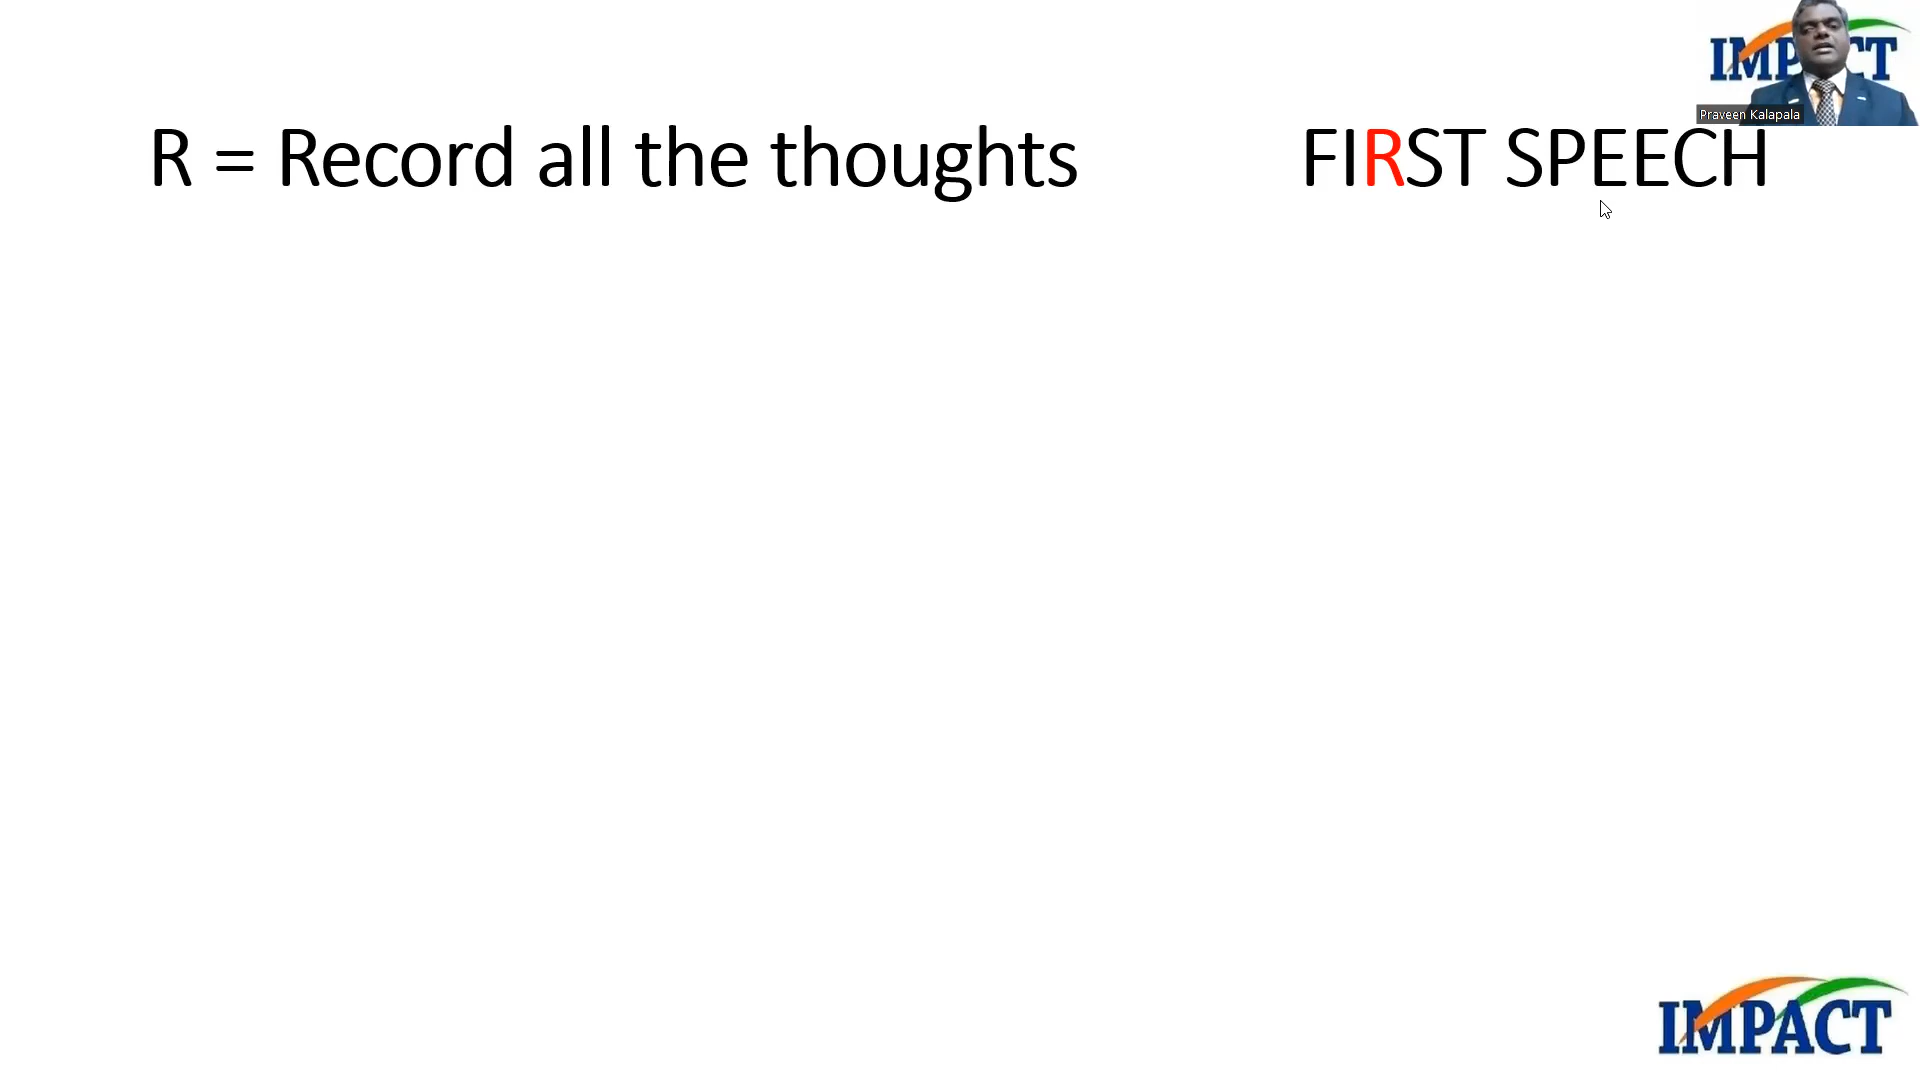 IMPACT
Praveen Kalapala
R = Record all the thoughts
FIRST SPEECH
IMPACT